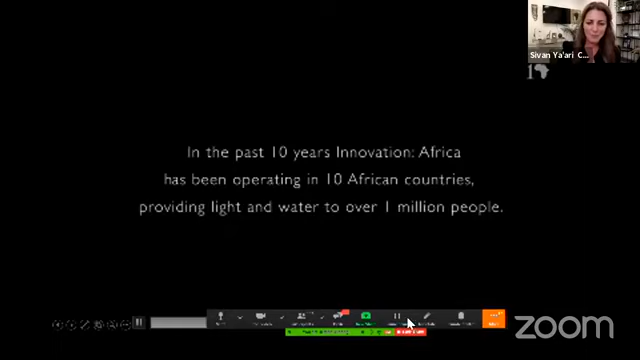 Sivan Ya'ari C...
In the past 10 years Innovation: Africa
has been operating in 10 African countries,
providing light and water to over 1 million people.
zoom